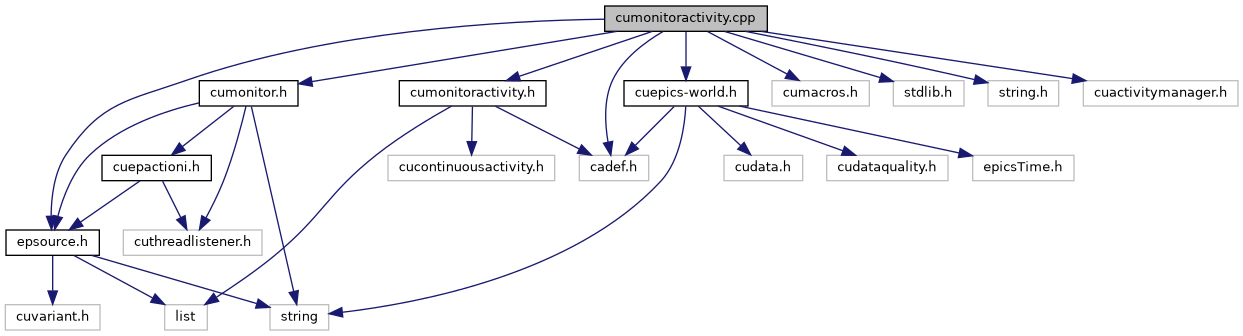 cumonitoractivity.cpp
cumonitor.h
cumonitoractivity.h
cuepics-world.h
cumacros.h
stdlib.h
string.h
cuactivitymanager.h
cuepactioni.h
cucontinuousactivity.h
cadef.h
cudata.h
cudataquality.h
epicsTime.h
epsource.h
cuthreadlistener.h
cuvariant.h
list
string